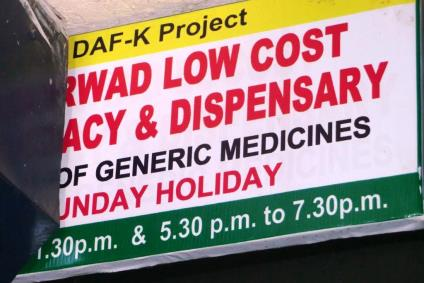 DAF-K Project
RWAD LOW COST
ACY & DISPENSARY
OF GENERIC MEDICINES
UNDAY HOLIDAY
1.30p.m. & 5.30 p.m. to 7.30p.m.